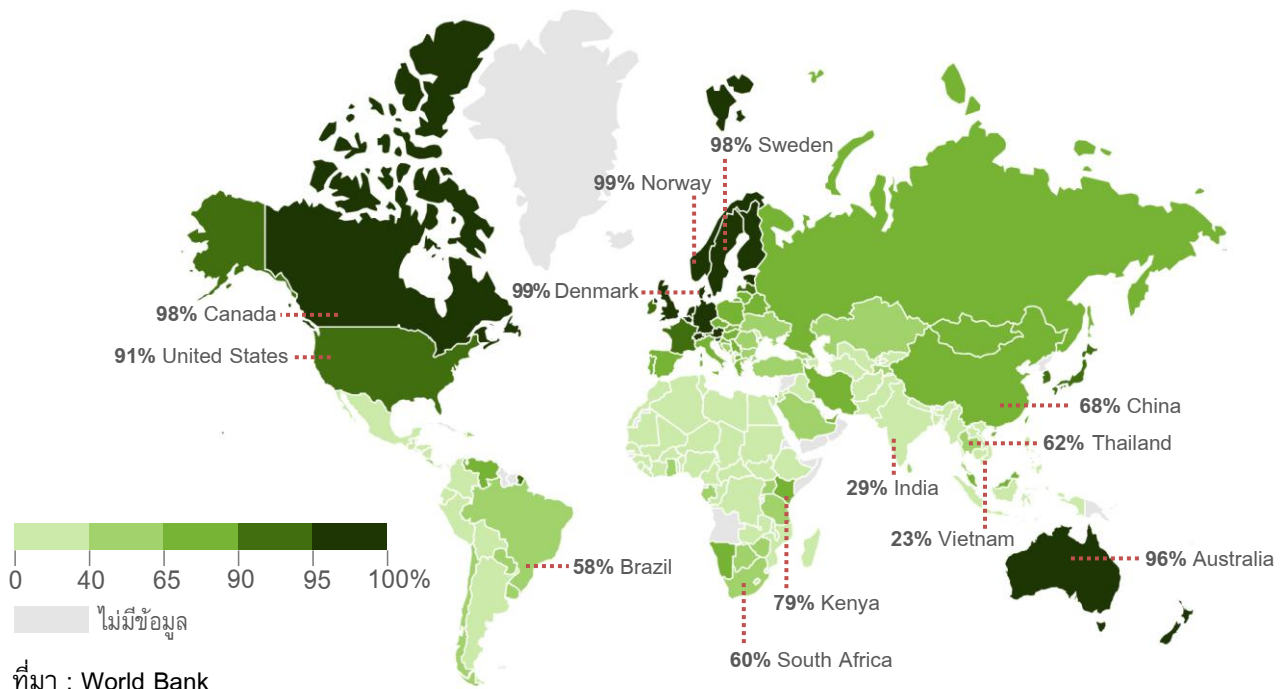 98% Sweden
99% Norway
99% Denmark
98% Canada
91% United States
68% China
62% Thailand
29% India
23% Vietnam
96% Australia
58% Brazil
79% Kenya
60% South Africa
0 40 65 90 95 100%
ไม่มีข้อมูล
ที่มา : World Bank